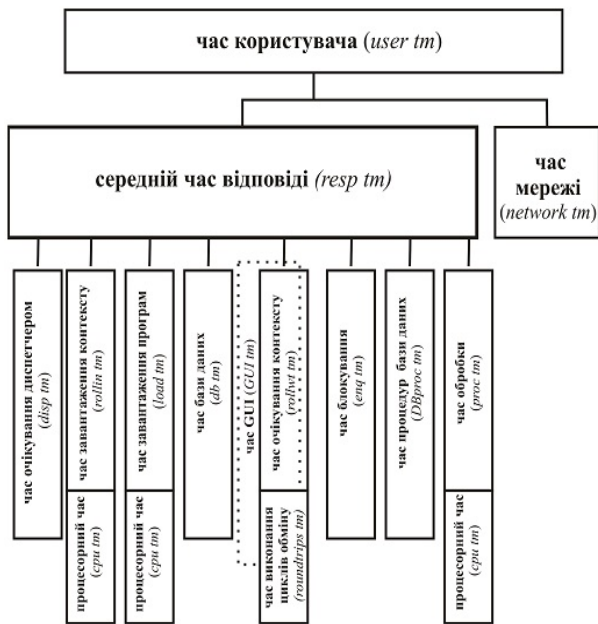 час користувача (user tm)
середній час відповіді (resp tm)
час
мережі
(network tm)
час очікування диспетчером
(disp tm)
час завантаження контексту
(rollin tm)
процесорний час
(cpu tm)
час завантаження програм
(load tm)
процесорний час
(cpu tm)
час бази даних
(db tm)
час GUI (GUI tm)
час очікування контексту
(rollwt tm)
час виконання
циклів обміну
(roundtrips tm)
час блокування
(enq tm)
час процедур бази даних
(DBproc tm)
час обробки
(proc tm)
процесорний час
(cpu tm)